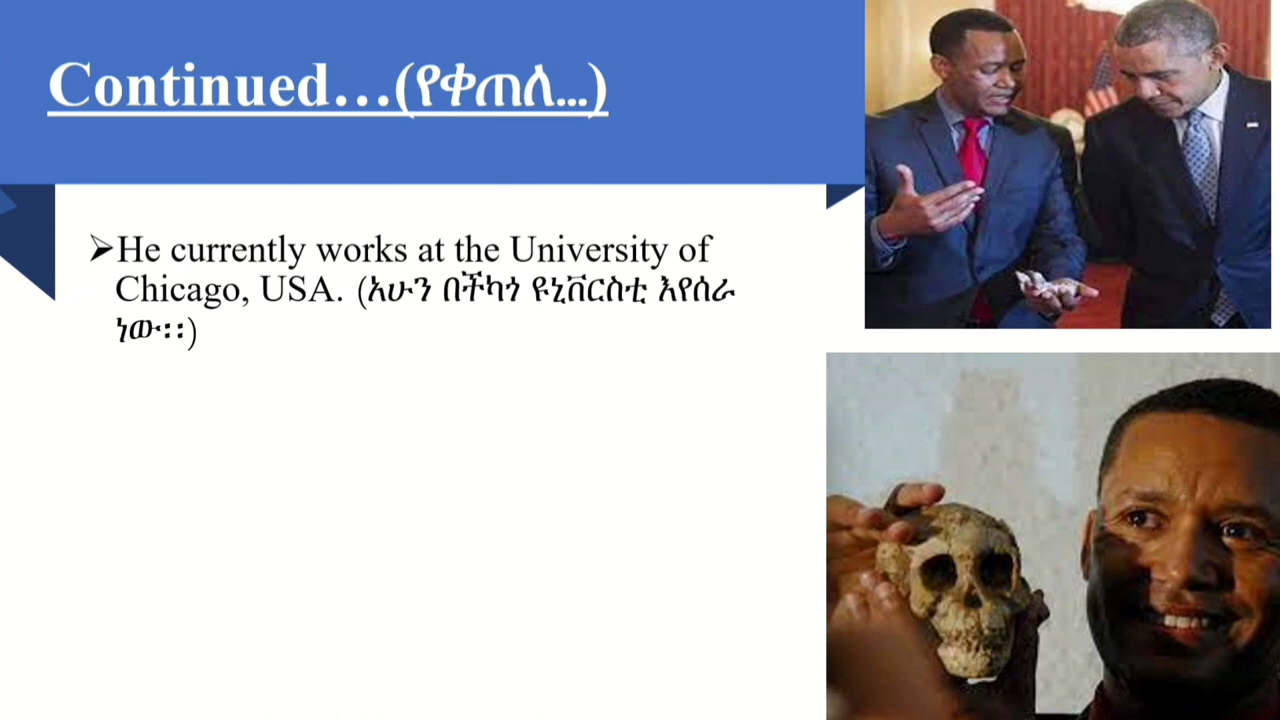 Continued…(የቀጠለ...)
➢He currently works at the University of
Chicago, USA. (አሁን በችካጎ ዩኒቨርስቲ እየሰራ
ነው፡፡)